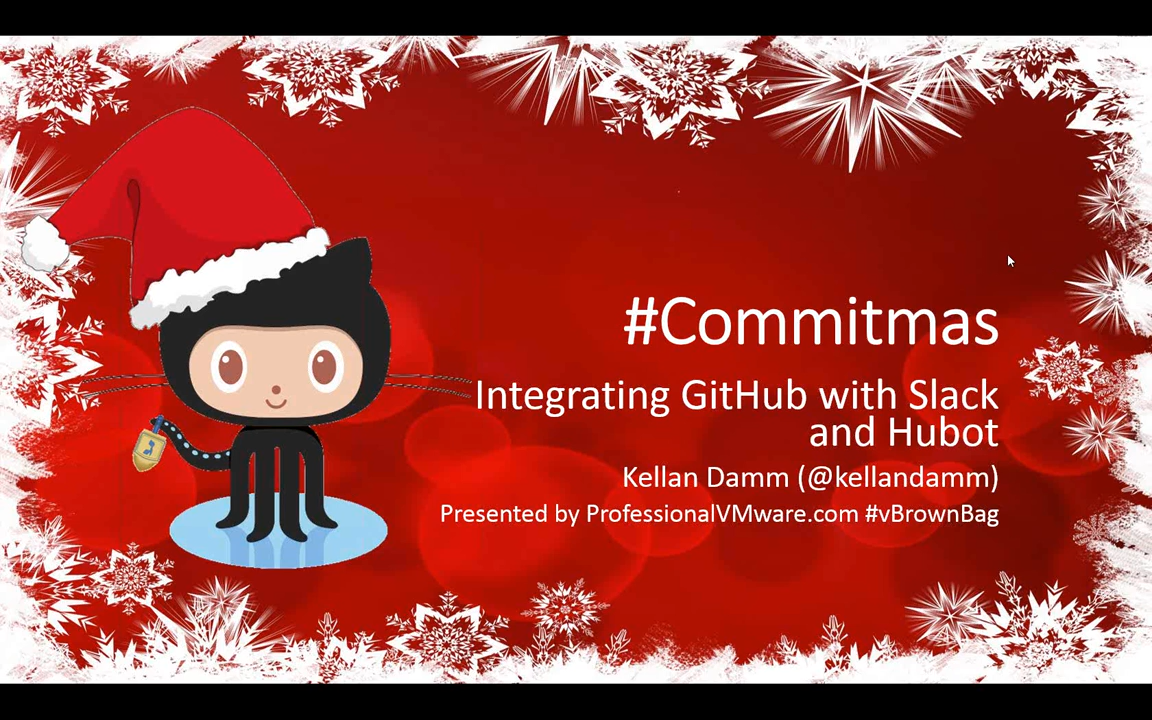 #Commitmas
Integrating GitHub with Slack
and Hubot
Kellan Damm (@kellandamm)
Presented by ProfessionalVMware.com #vBrownBag